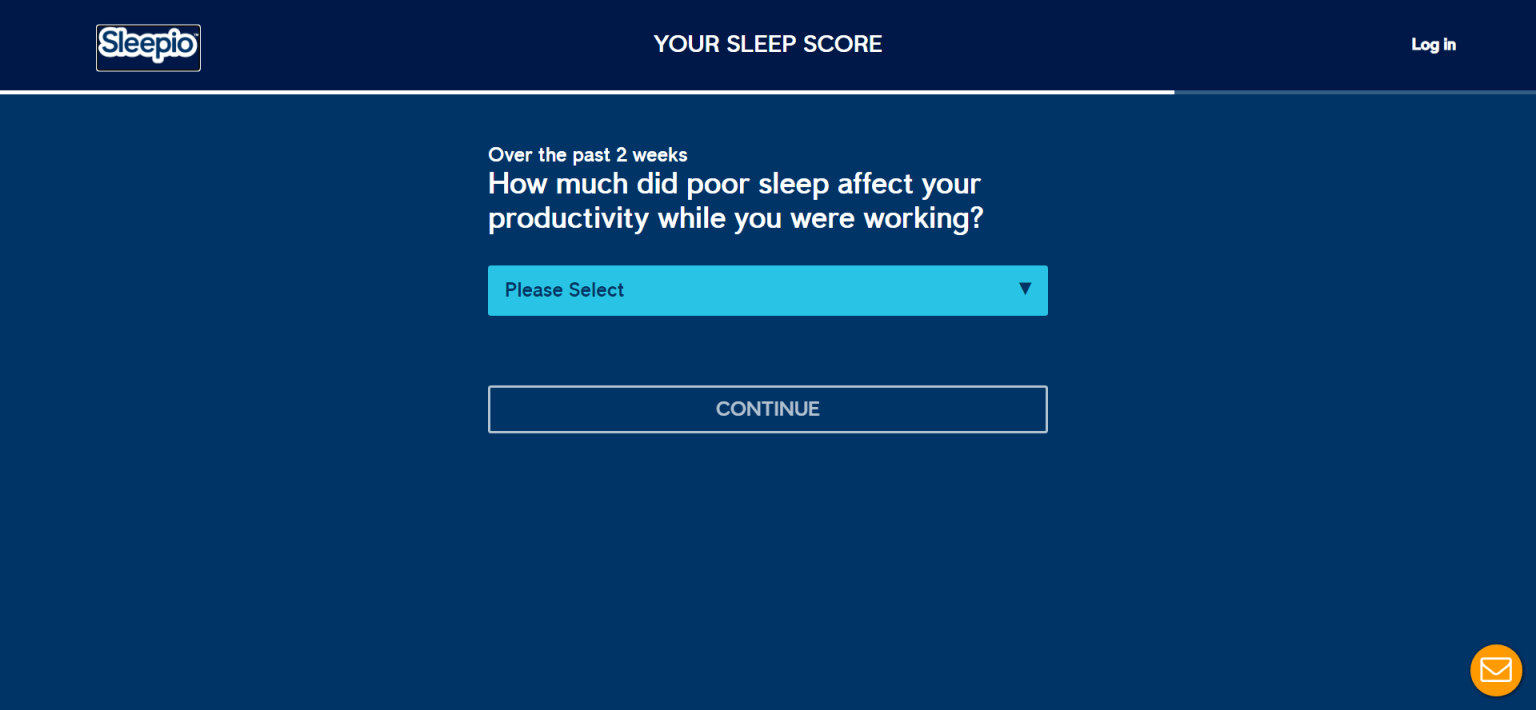 Sleepio™
YOUR SLEEP SCORE
Log in
Over the past 2 weeks
How much did poor sleep affect your
productivity while you were working?
Please Select
CONTINUE